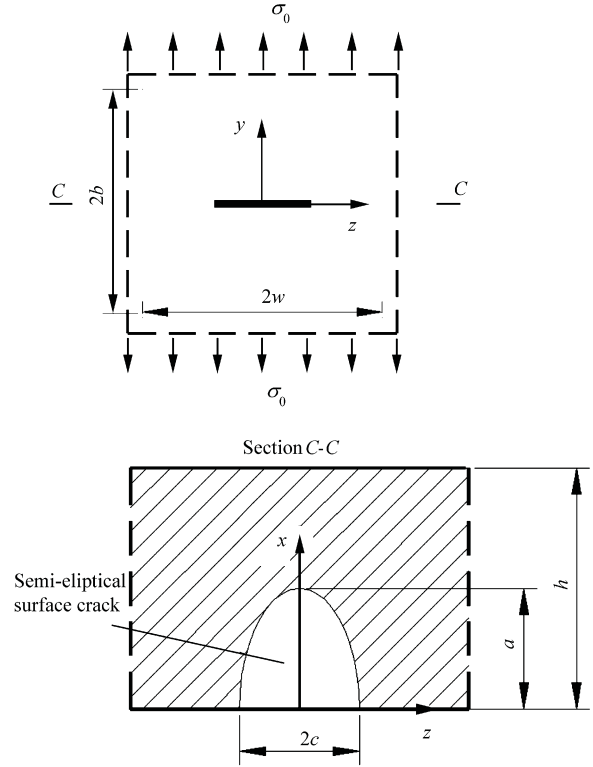 σ₀
y
C
C
2b
z
2w
σ₀
Section C-C
x
Semi-eliptical
surface crack
h
a
2c
z